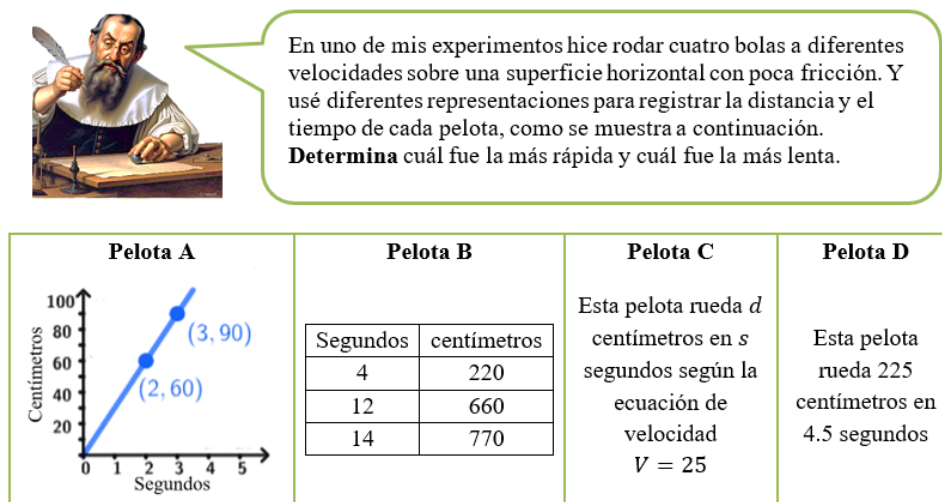 En uno de mis experimentos hice rodar cuatro bolas a diferentes
velocidades sobre una superficie horizontal con poca fricción. Y
usé diferentes representaciones para registrar la distancia y el
tiempo de cada pelota, como se muestra a continuación.
Determina cuál fue la más rápida y cuál fue la más lenta.
Pelota A
100
80
60
40
20
Centímetros
(3, 90)
(2, 60)
0 1 2 3 4 5
Segundos
Pelota B
Segundos centímetros
4 220
12 660
14 770
Pelota C
Esta pelota rueda d
centímetros en s
segundos según la
ecuación de
velocidad
V = 25
Pelota D
Esta pelota
rueda 225
centímetros en
4.5 segundos